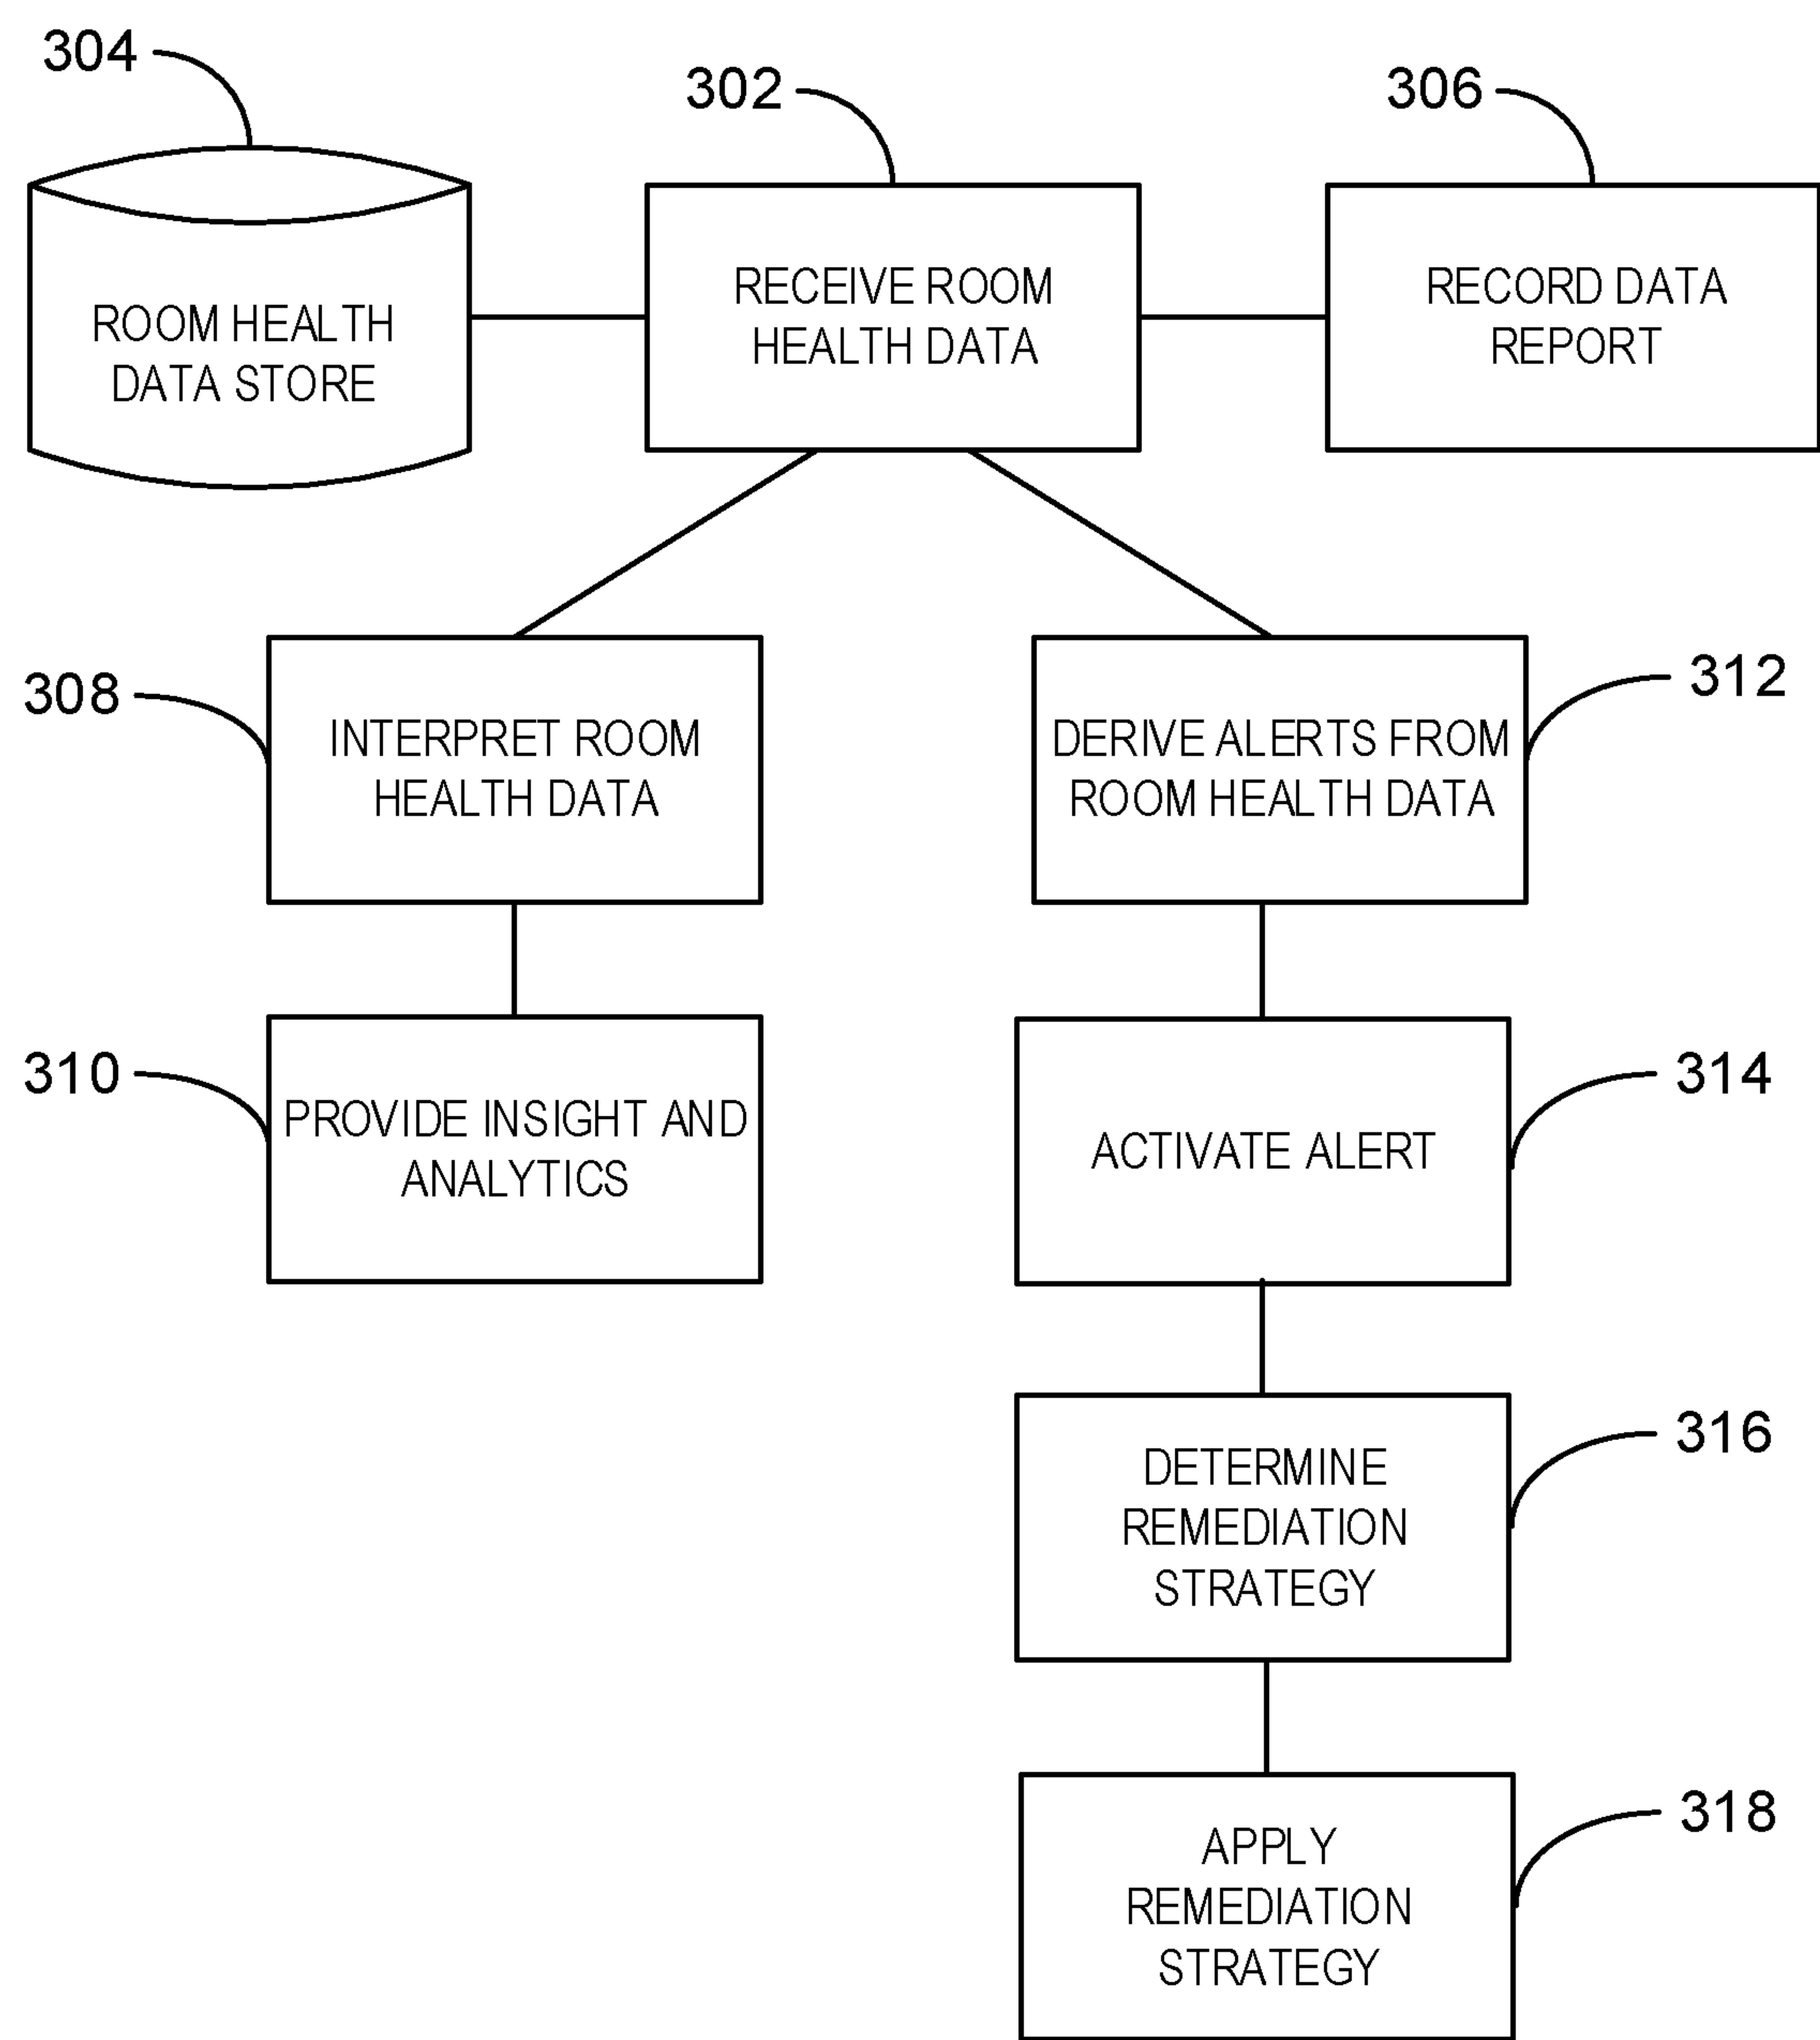 304
302
306
ROOM HEALTH
DATA STORE
RECEIVE ROOM
HEALTH DATA
RECORD DATA
REPORT
308
INTERPRET ROOM
HEALTH DATA
DERIVE ALERTS FROM
ROOM HEALTH DATA
312
310
PROVIDE INSIGHT AND
ANALYTICS
ACTIVATE ALERT
314
DETERMINE
REMEDIATION
STRATEGY
316
APPLY
REMEDIATION
STRATEGY
318